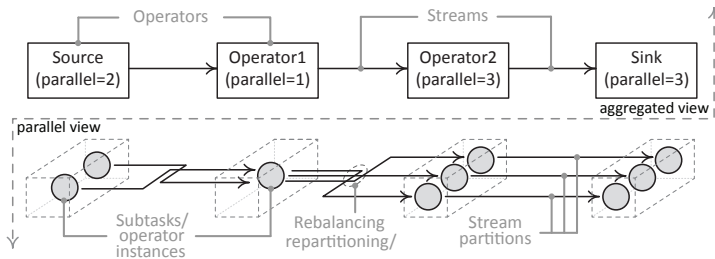 Operators
Streams
Source
(parallel=2)
Operator1
(parallel=1)
Operator2
(parallel=3)
Sink
(parallel=3)
aggregated view
parallel view
Subtasks/
operator
instances
Rebalancing
repartitioning/
Stream
partitions